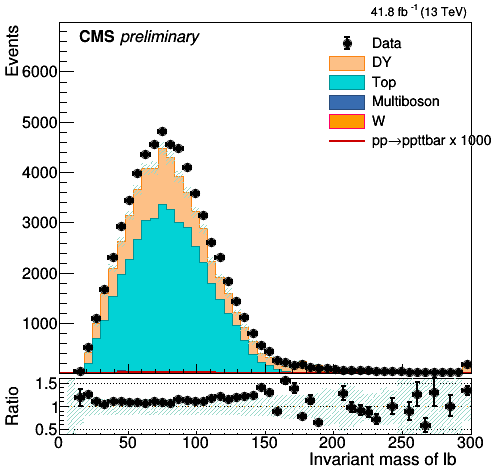 41.8 fb⁻¹ (13 TeV)
CMS preliminary
Events
6000
5000
4000
3000
2000
1000
Data
DY
Top
Multiboson
W
pp→ppttbar x 1000
Ratio
1.5
1
0.5
0 50 100 150 200 250 300
Invariant mass of lb